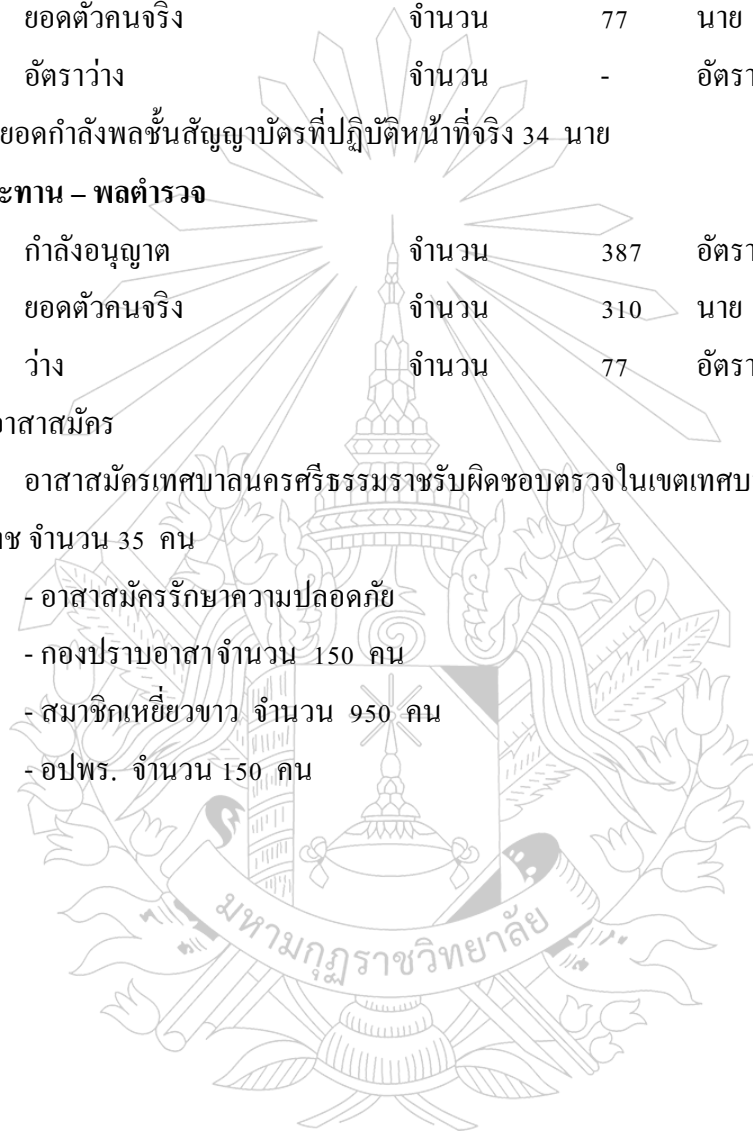 ยอดตัวคนจริง จำนวน 77 นาย
อัตราว่าง จำนวน - อัตรา
ยอดกำลังพลชั้นสัญญาบัตรที่ปฏิบัติหน้าที่จริง 34 นาย
ะทาน – พลตำรวจ
กำลังอนุญาต จำนวน 387 อัตรา
ยอดตัวคนจริง จำนวน 310 นาย
ว่าง จำนวน 77 อัตรา
อาสาสมัคร
อาสาสมัครเทศบาลนครศรีธรรมราชรับผิดชอบตรวจในเขตเทศบ
าช จำนวน 35 คน
- อาสาสมัครรักษาความปลอดภัย
- กองปราบอาสาจำนวน 150 คน
- สมาชิกเหยี่ยวขาว จำนวน 950 คน
- อปพร. จำนวน 150 คน
มหามกุฏราชวิทยาลัย